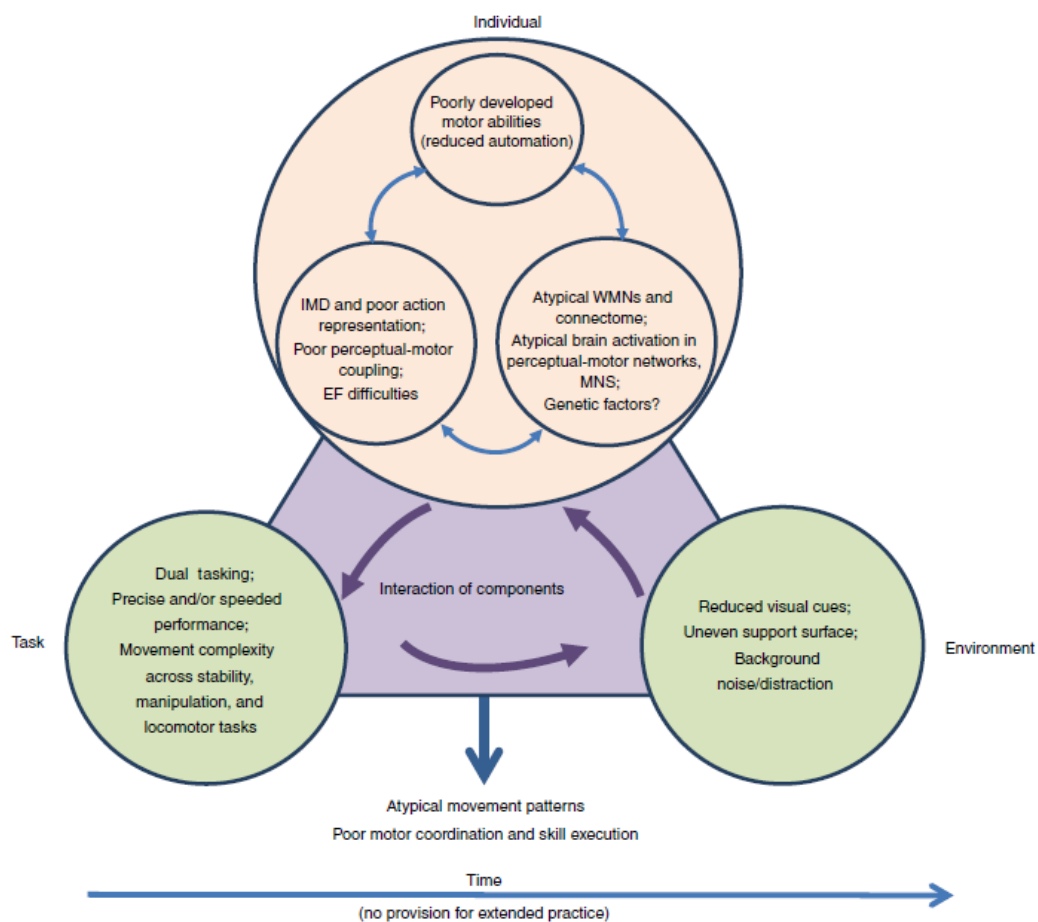 Individual
Poorly developed
motor abilities
(reduced automation)
IMD and poor action
representation;
Poor perceptual-motor
coupling;
EF difficulties
Atypical WMNs and
connectome;
Atypical brain activation in
perceptual-motor networks,
MNS;
Genetic factors?
Interaction of components
Task
Dual tasking;
Precise and/or speeded
performance;
Movement complexity
across stability,
manipulation, and
locomotor tasks
Reduced visual cues;
Uneven support surface;
Background
noise/distraction
Environment
Atypical movement patterns
Poor motor coordination and skill execution
Time
(no provision for extended practice)